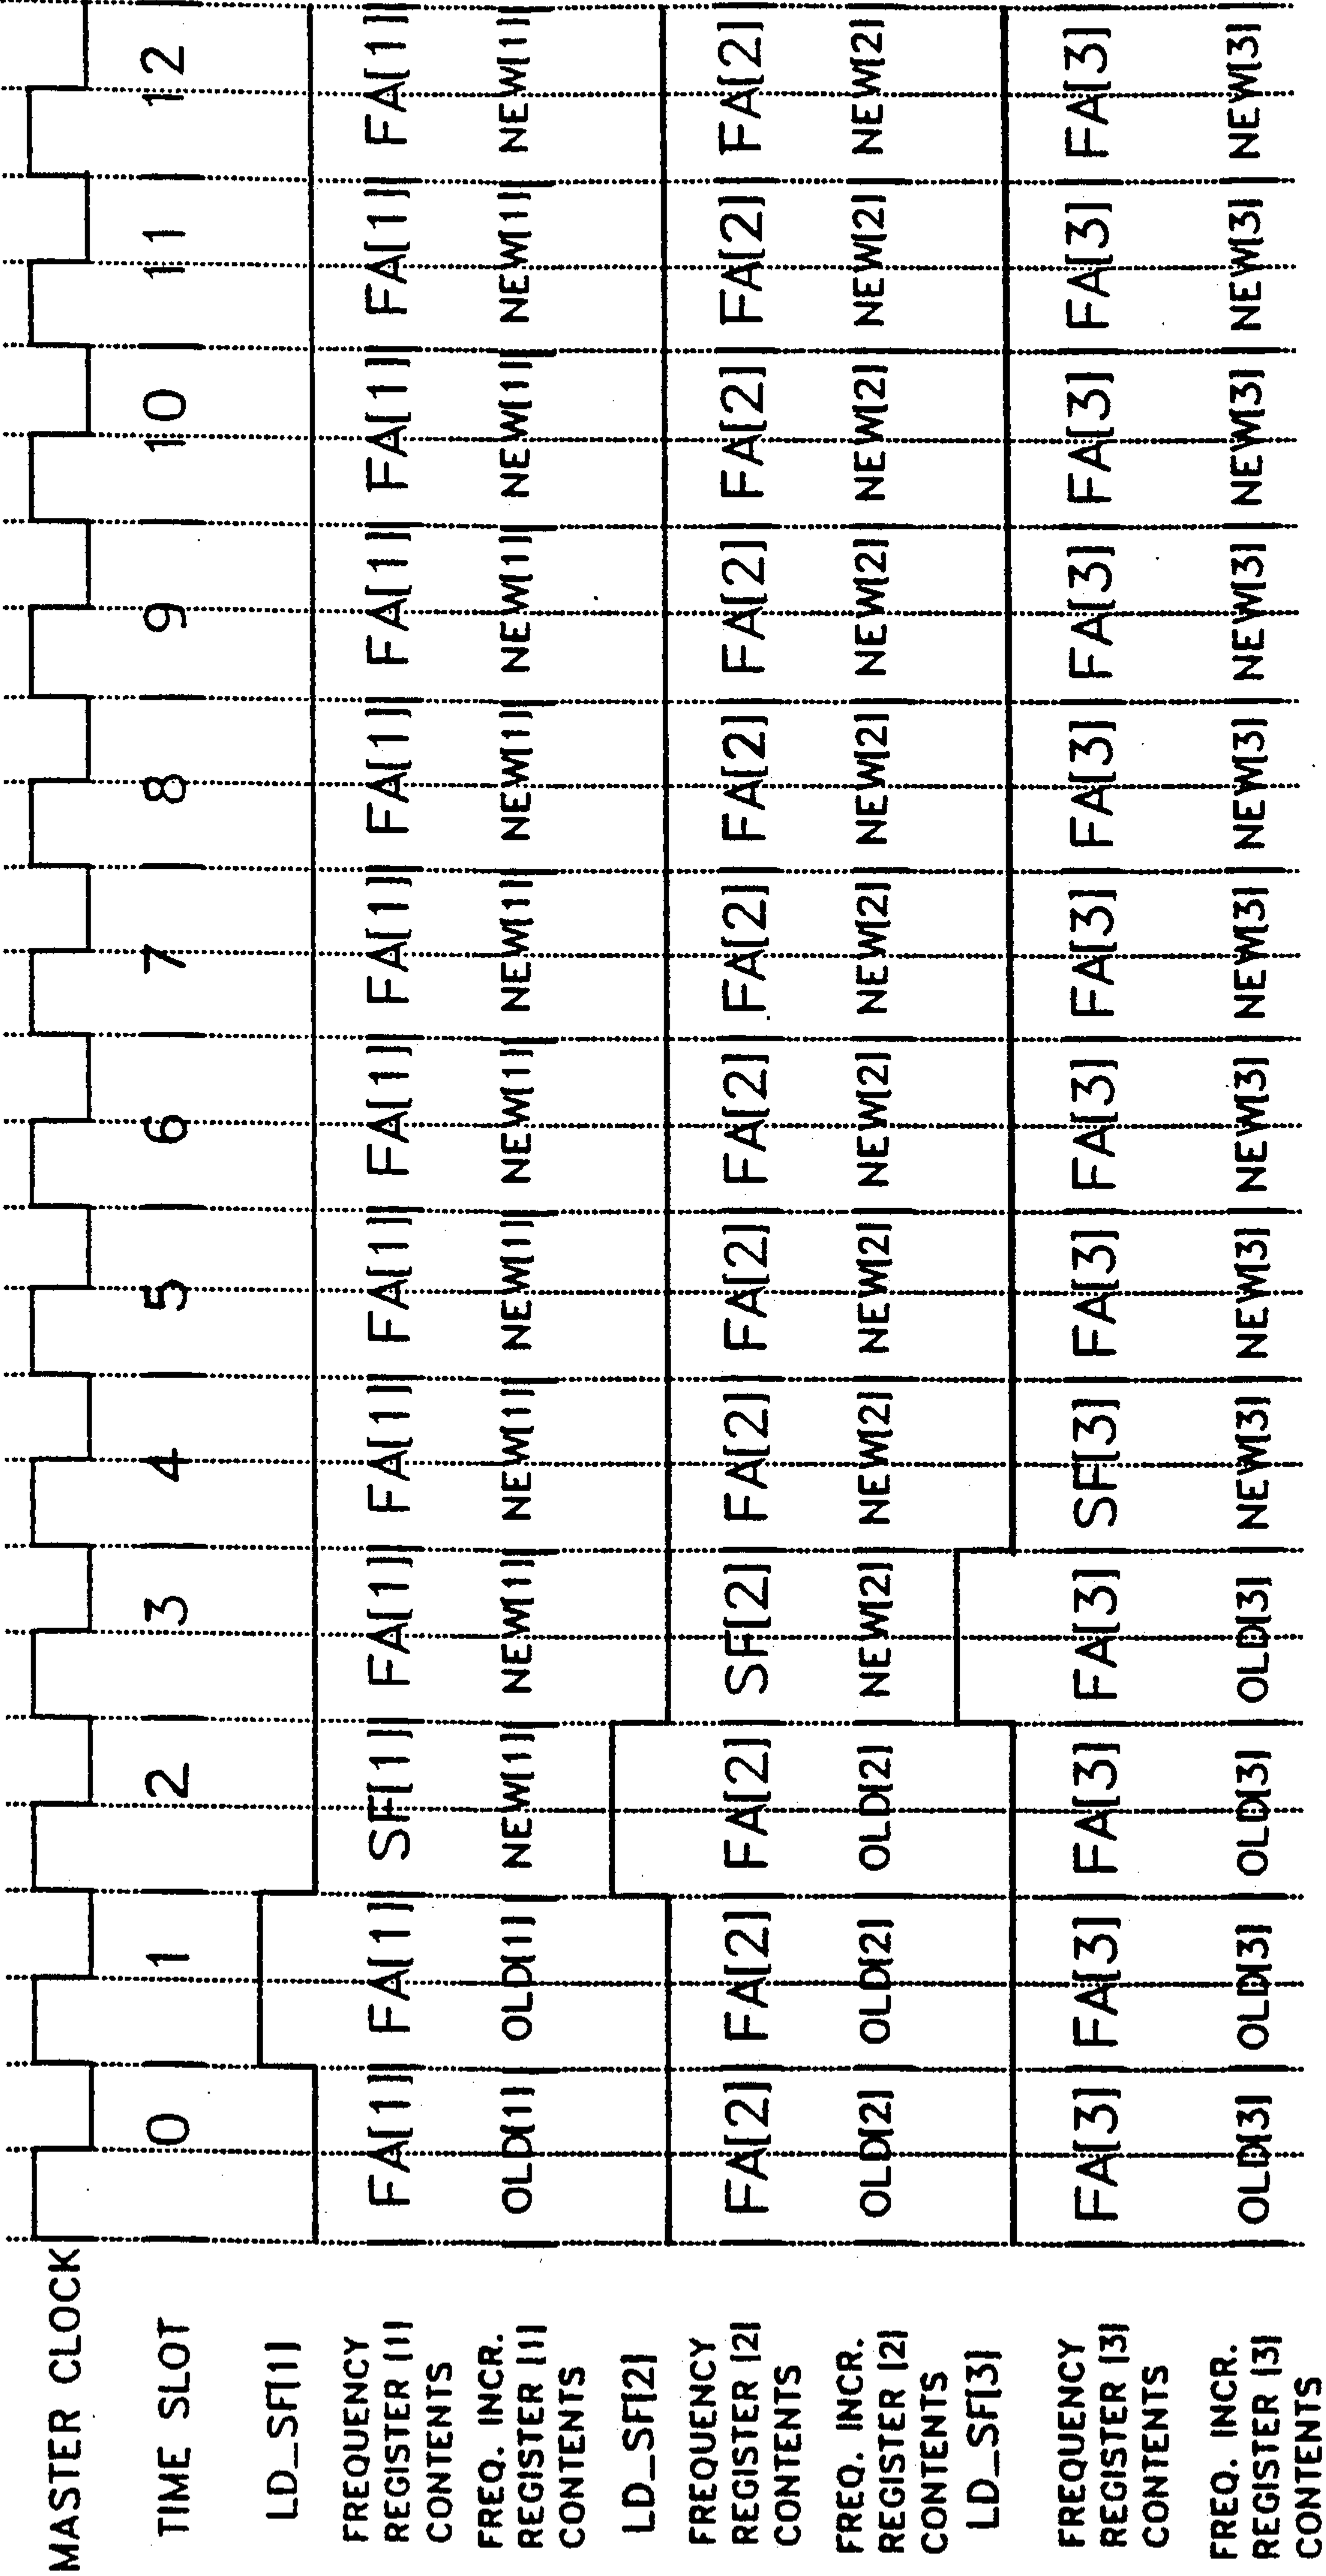 MASTER CLOCK
TIME SLOT 0 1 2 3 4 5 6 7 8 9 10 11 12
LD_SF[1]
FREQUENCY
REGISTER [1]
CONTENTS
FA[1] FA[1] SF[1] FA[1] FA[1] FA[1] FA[1] FA[1] FA[1] FA[1] FA[1] FA[1] FA[1]
FREQ. INCR.
REGISTER [1]
CONTENTS
OLD[1] OLD[1] NEW[1] NEW[1] NEW[1] NEW[1] NEW[1] NEW[1] NEW[1] NEW[1] NEW[1] NEW[1] NEW[1]
LD_SF[2]
FREQUENCY
REGISTER [2]
CONTENTS
FA[2] FA[2] FA[2] SF[2] FA[2] FA[2] FA[2] FA[2] FA[2] FA[2] FA[2] FA[2] FA[2]
FREQ. INCR.
REGISTER [2]
CONTENTS
OLD[2] OLD[2] OLD[2] NEW[2] NEW[2] NEW[2] NEW[2] NEW[2] NEW[2] NEW[2] NEW[2] NEW[2] NEW[2]
LD_SF[3]
FREQUENCY
REGISTER [3]
CONTENTS
FA[3] FA[3] FA[3] FA[3] SF[3] FA[3] FA[3] FA[3] FA[3] FA[3] FA[3] FA[3] FA[3]
FREQ. INCR.
REGISTER [3]
CONTENTS
OLD[3] OLD[3] OLD[3] OLD[3] NEW[3] NEW[3] NEW[3] NEW[3] NEW[3] NEW[3] NEW[3] NEW[3] NEW[3]